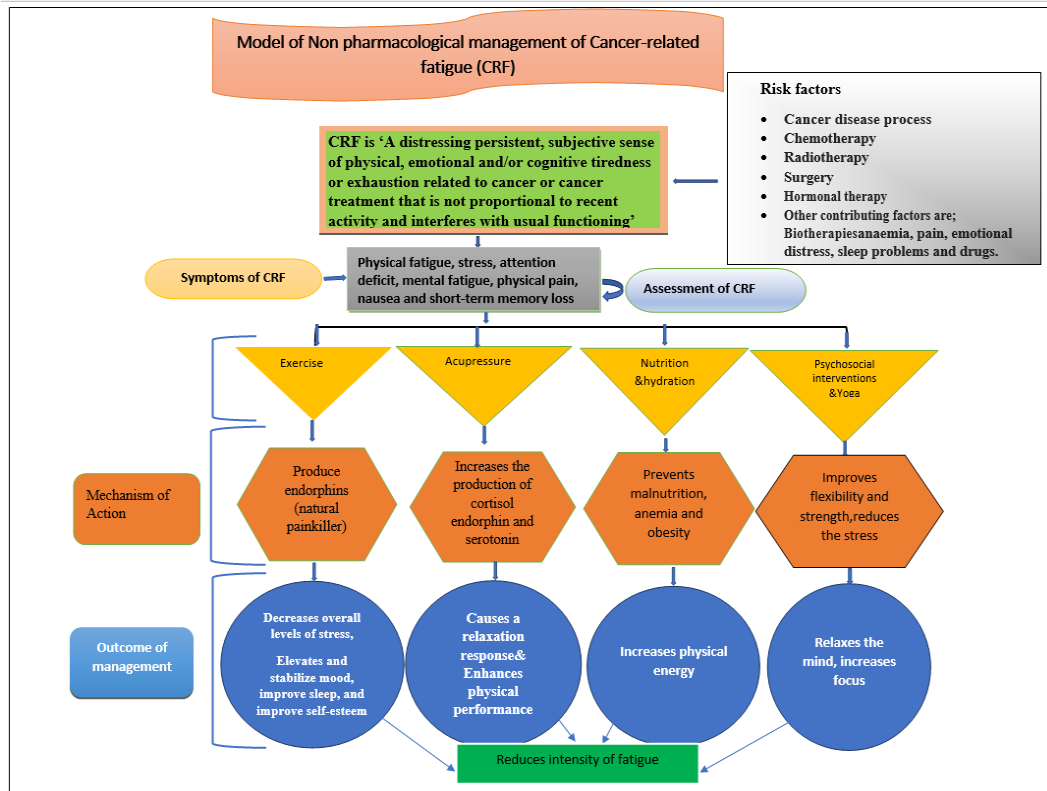 Model of Non pharmacological management of Cancer-related
fatigue (CRF)
Risk factors
• Cancer disease process
• Chemotherapy
• Radiotherapy
• Surgery
• Hormonal therapy
• Other contributing factors are;
Biotherapiesanaemia, pain, emotional
distress, sleep problems and drugs.
CRF is ‘A distressing persistent, subjective sense
of physical, emotional and/or cognitive tiredness
or exhaustion related to cancer or cancer
treatment that is not proportional to recent
activity and interferes with usual functioning’
Symptoms of CRF
Physical fatigue, stress, attention
deficit, mental fatigue, physical pain,
nausea and short-term memory loss
Assessment of CRF
Exercise
Acupressure
Nutrition
&hydration
Psychosocial
interventions
&Yoga
Mechanism of
Action
Produce
endorphins
(natural
painkiller)
Increases the
production of
cortisol
endorphin and
serotonin
Prevents
malnutrition,
anemia and
obesity
Improves
flexibility and
strength,reduces
the stress
Outcome of
management
Decreases overall
levels of stress,
Elevates and
stabilize mood,
improve sleep, and
improve self-esteem
Causes a
relaxation
response&
Enhances
physical
performance
Increases physical
energy
Relaxes the
mind, increases
focus
Reduces intensity of fatigue